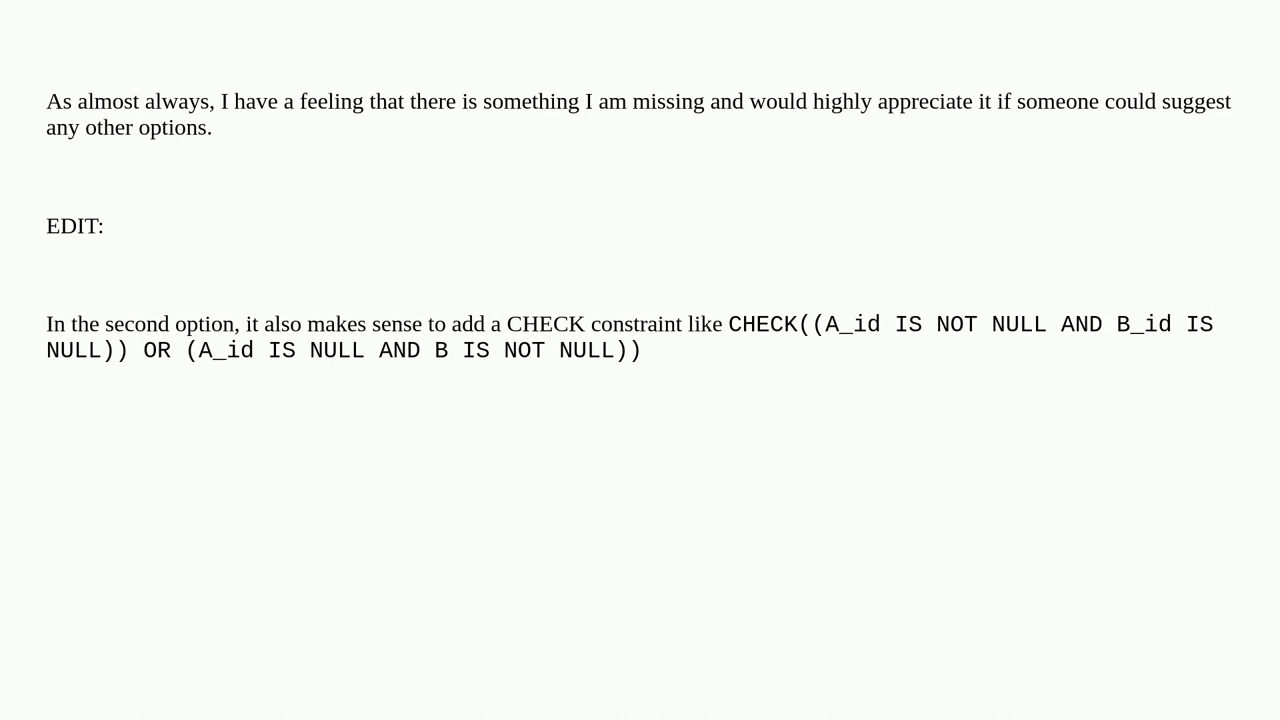 As almost always, I have a feeling that there is something I am missing and would highly appreciate it if someone could suggest
any other options.
EDIT:
In the second option, it also makes sense to add a CHECK constraint like CHECK((A_id IS NOT NULL AND B_id IS
NULL)) OR (A_id IS NULL AND B IS NOT NULL))